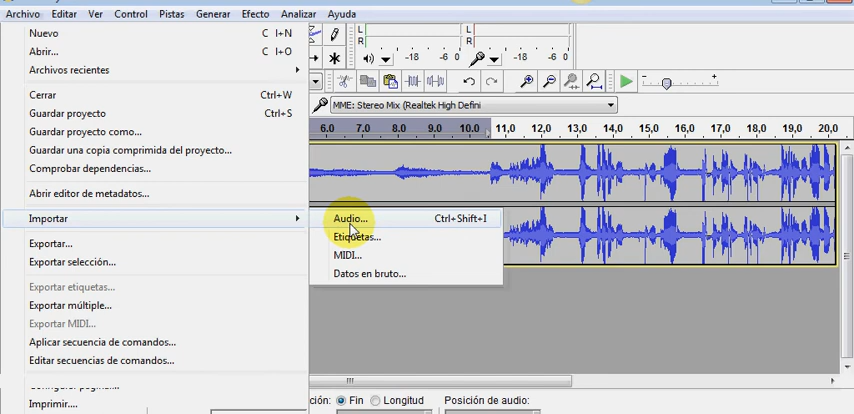 Archivo Editar Ver Control Pistas Generar Efecto Analizar Ayuda
Nuevo C I+N
Abrir... C I+O
Archivos recientes
Cerrar Ctrl+W
Guardar proyecto Ctrl+S
Guardar proyecto como...
Guardar una copia comprimida del proyecto...
Comprobar dependencias...
Abrir editor de metadatos...
Importar
Exportar...
Exportar selección...
Exportar etiquetas...
Exportar múltiple...
Exportar MIDI...
Aplicar secuencia de comandos...
Editar secuencias de comandos...
Imprimir....
Audio... Ctrl+Shift+I
Etiquetas...
MIDI...
Datos en bruto...
L L
R R
-18 -6 0 -18 -6 0
MME: Stereo Mix (Realtek High Defini
6.0 7.0 8.0 9.0 10.0 11,0 12,0 13,0 14,0 15,0 16,0 17,0 18,0 19,0 20,0
ción: Fin Longitud Posición de audio: